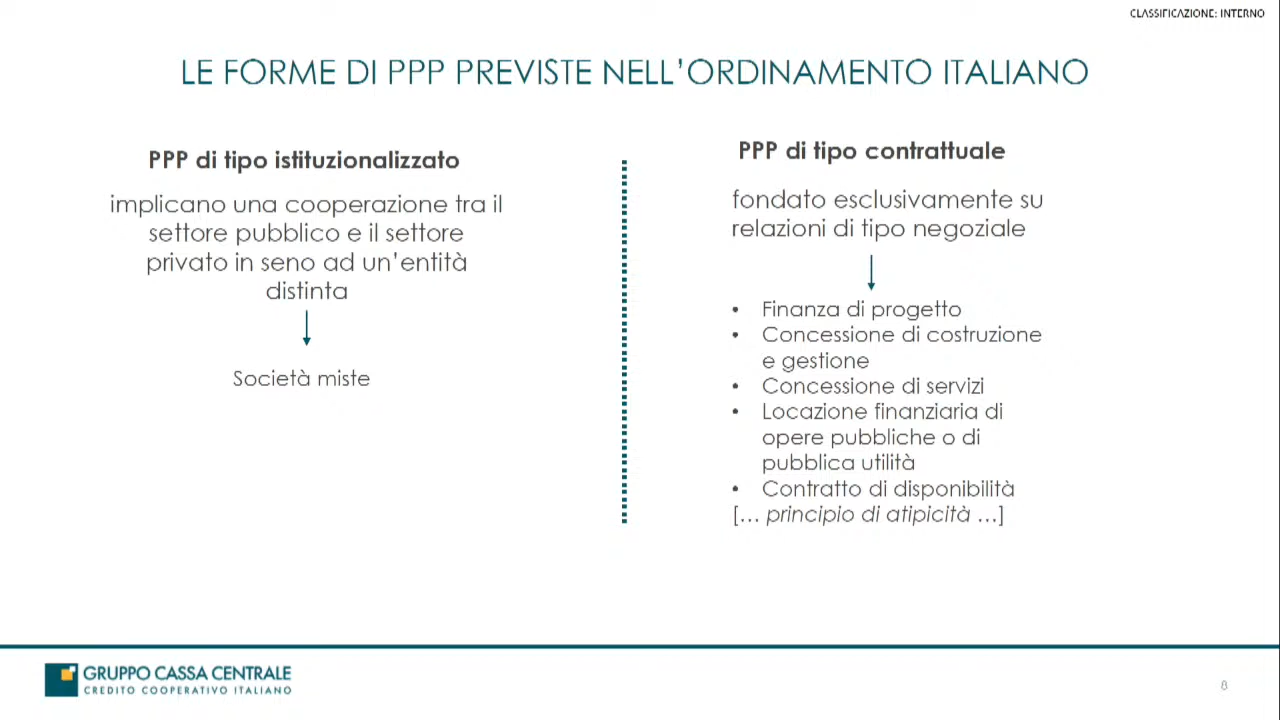 CLASSIFICAZIONE: INTERNO
LE FORME DI PPP PREVISTE NELL'ORDINAMENTO ITALIANO
PPP di tipo istituzionalizzato
implicano una cooperazione tra il
settore pubblico e il settore
privato in seno ad un'entità
distinta
Società miste
PPP di tipo contrattuale
fondato esclusivamente su
relazioni di tipo negoziale
• Finanza di progetto
• Concessione di costruzione
e gestione
• Concessione di servizi
• Locazione finanziaria di
opere pubbliche o di
pubblica utilità
• Contratto di disponibilità
[… principio di atipicità …]
GRUPPO CASSA CENTRALE
CREDITO COOPERATIVO ITALIANO
8